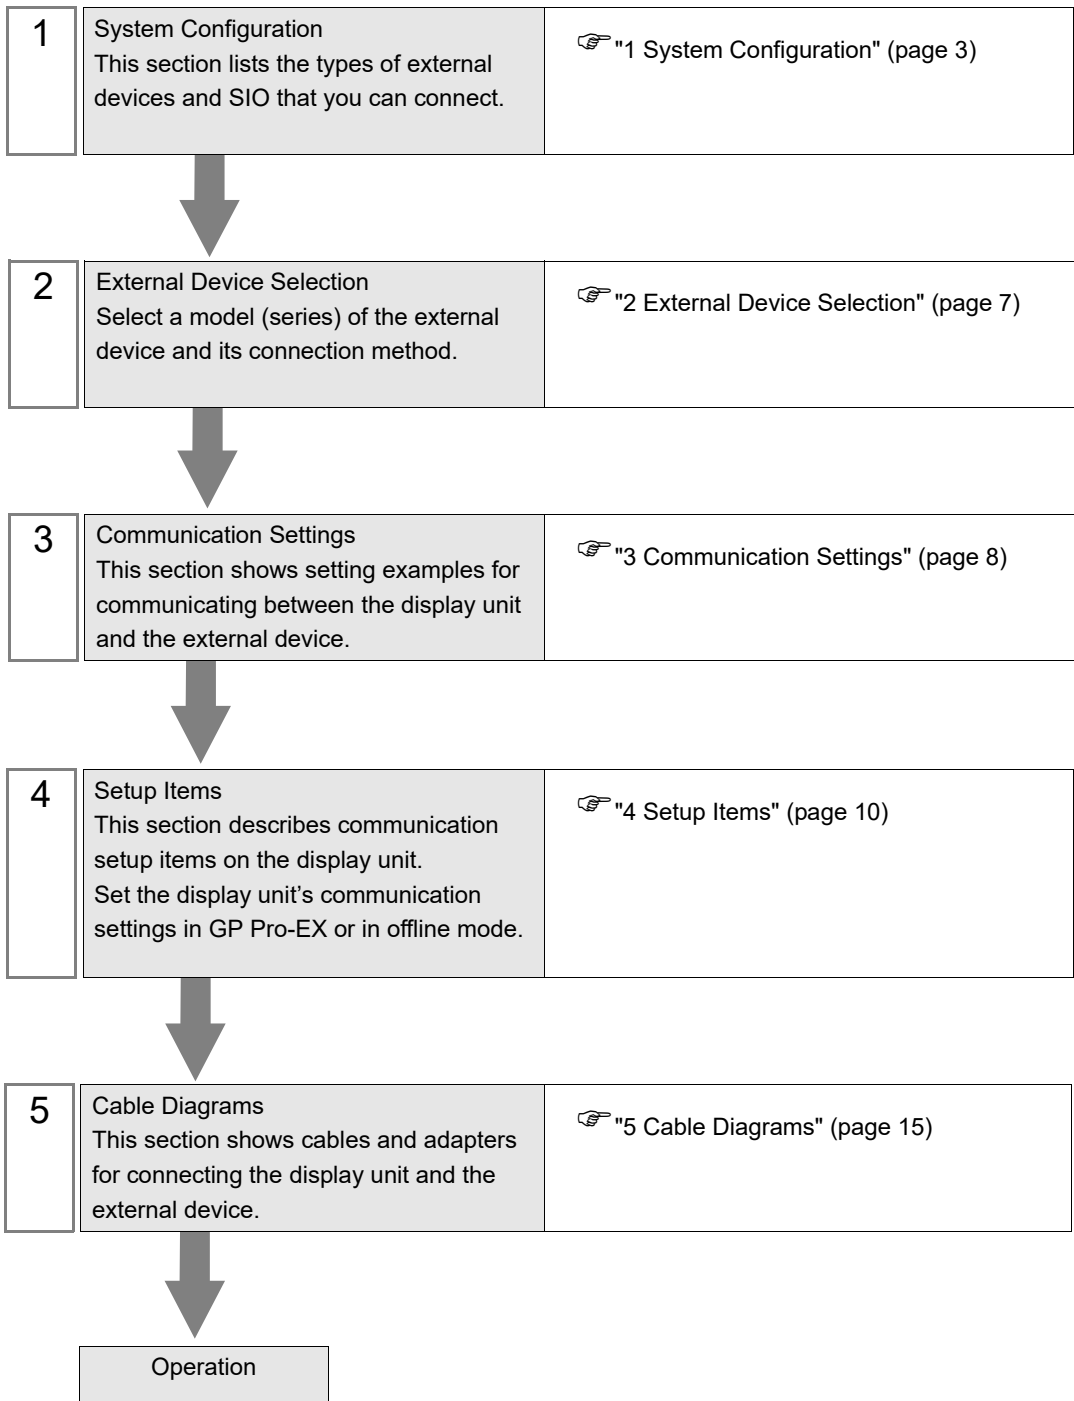 1
System Configuration
This section lists the types of external
devices and SIO that you can connect.
"1 System Configuration" (page 3)
2
External Device Selection
Select a model (series) of the external
device and its connection method.
"2 External Device Selection" (page 7)
3
Communication Settings
This section shows setting examples for
communicating between the display unit
and the external device.
"3 Communication Settings" (page 8)
4
Setup Items
This section describes communication
setup items on the display unit.
Set the display unit’s communication
settings in GP Pro-EX or in offline mode.
"4 Setup Items" (page 10)
5
Cable Diagrams
This section shows cables and adapters
for connecting the display unit and the
external device.
"5 Cable Diagrams" (page 15)
Operation